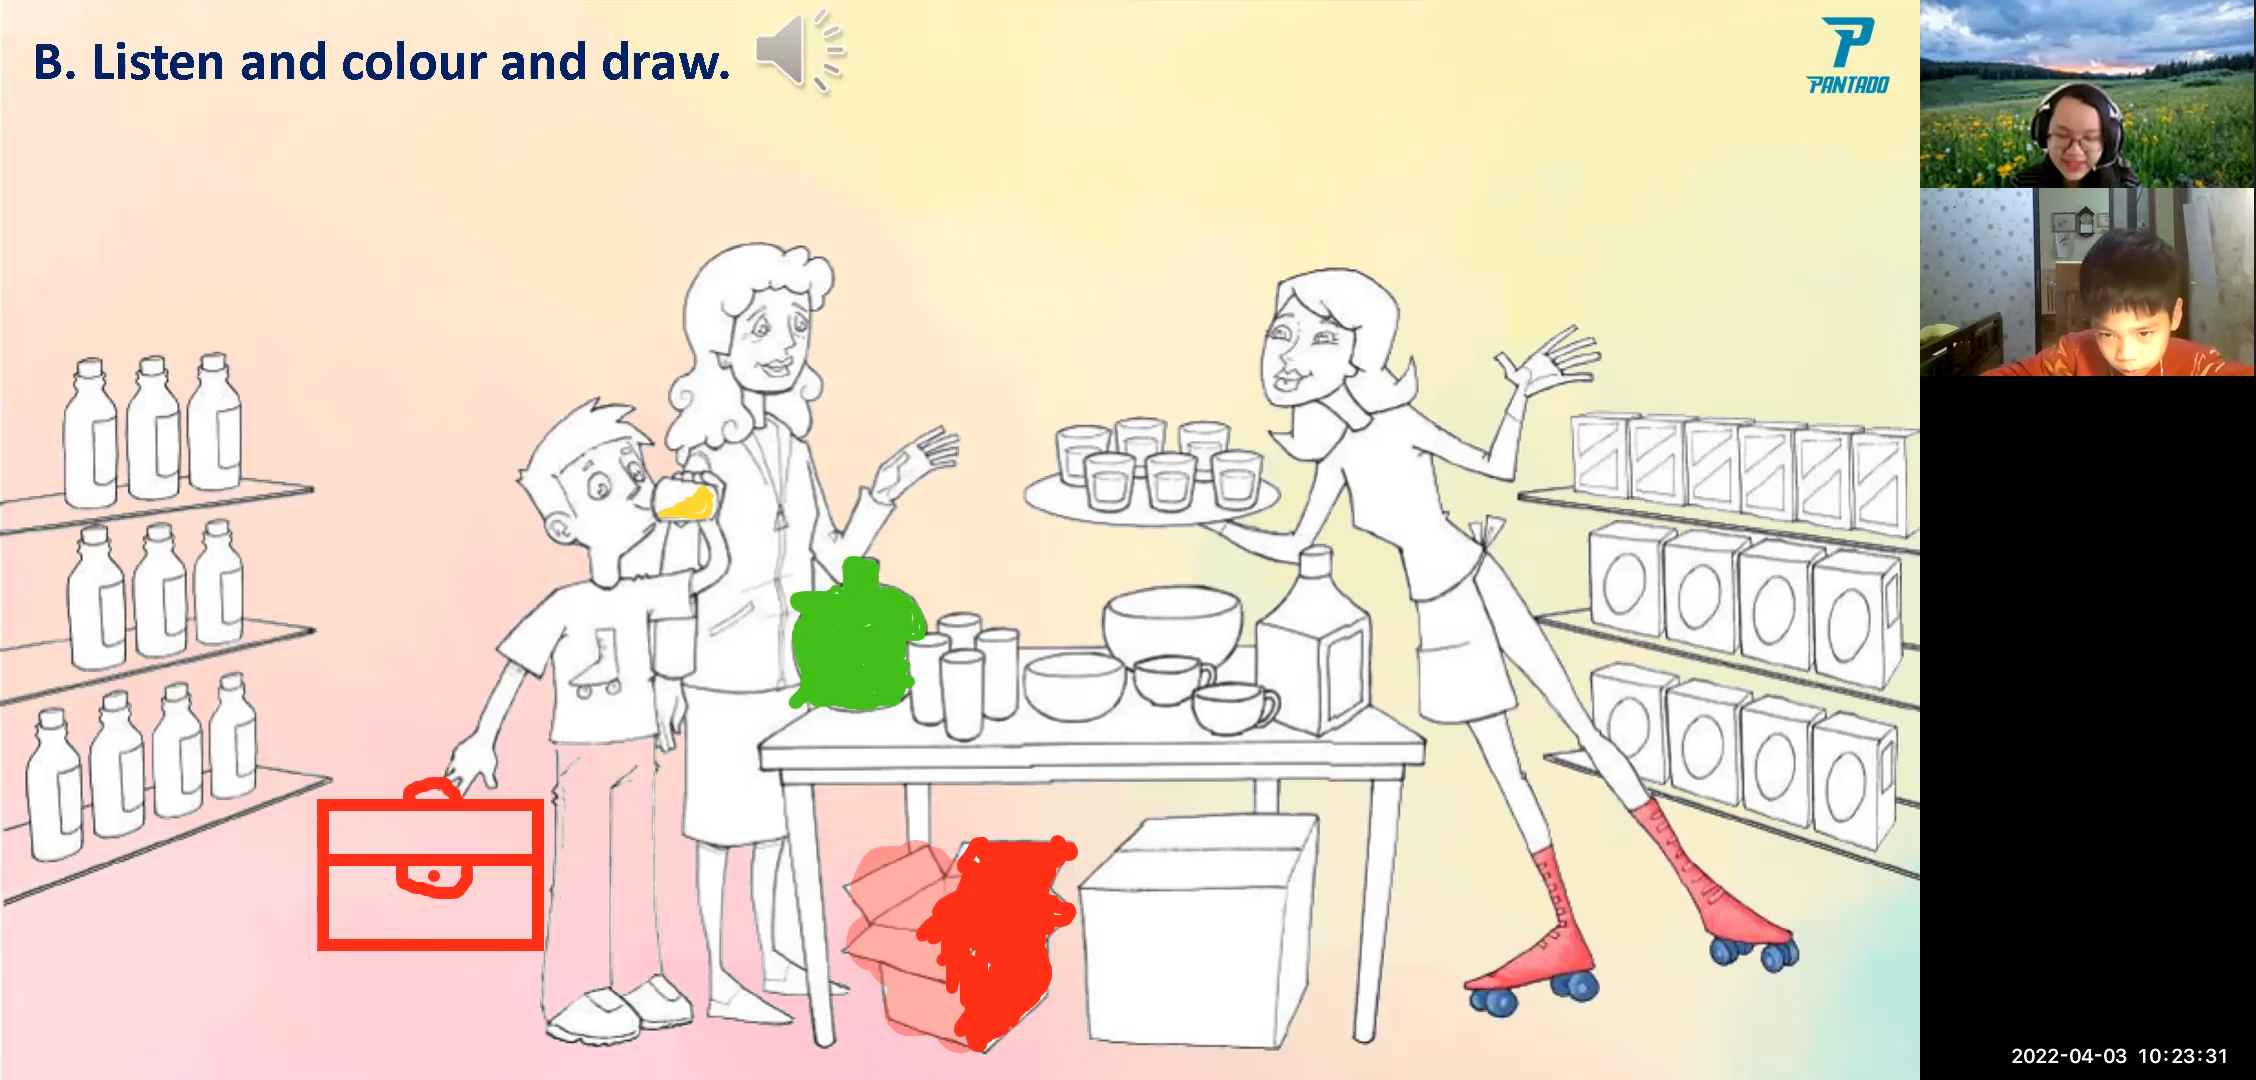 B. Listen and colour and draw.
PANTADO
2022-04-03 10:23:31